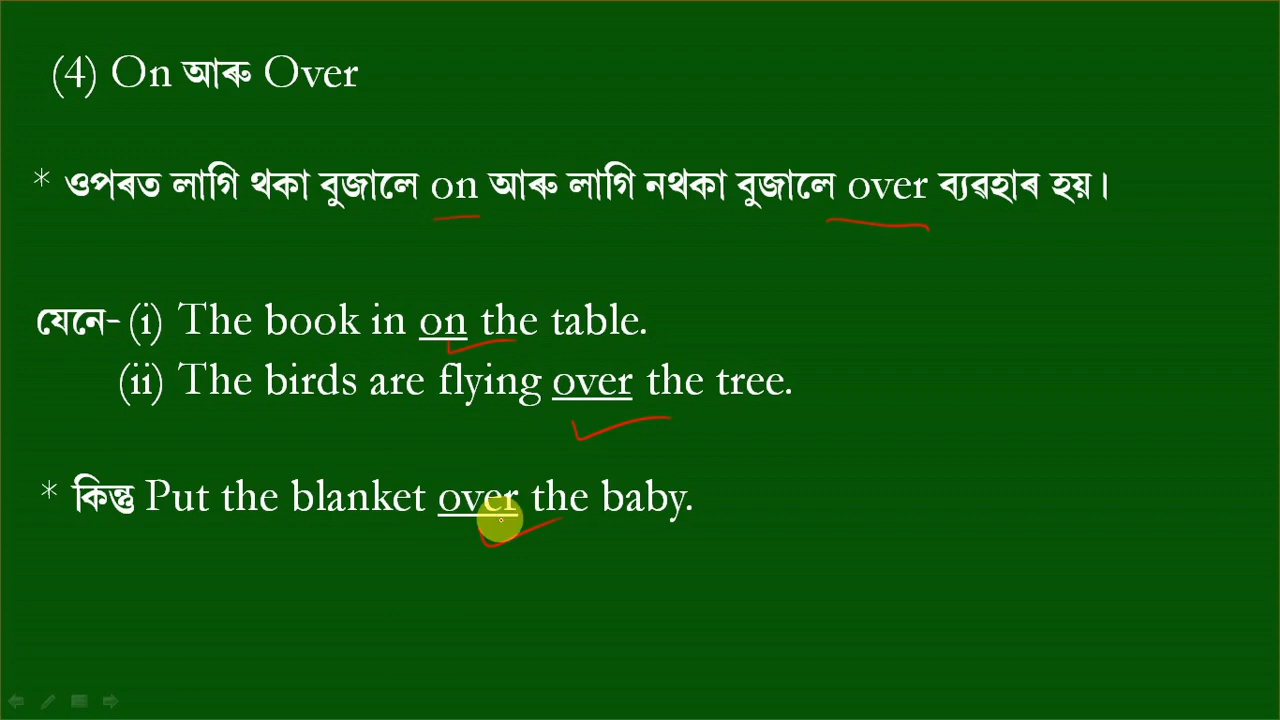 (4) On আৰু Over
* ওপৰত লাগি থকা বুজালে on আৰু লাগি নথকা বুজালে over ব্যৱহাৰ হয়।
যেনে- (i) The book in on the table.
(ii) The birds are flying over the tree.
* কিন্তু Put the blanket over the baby.